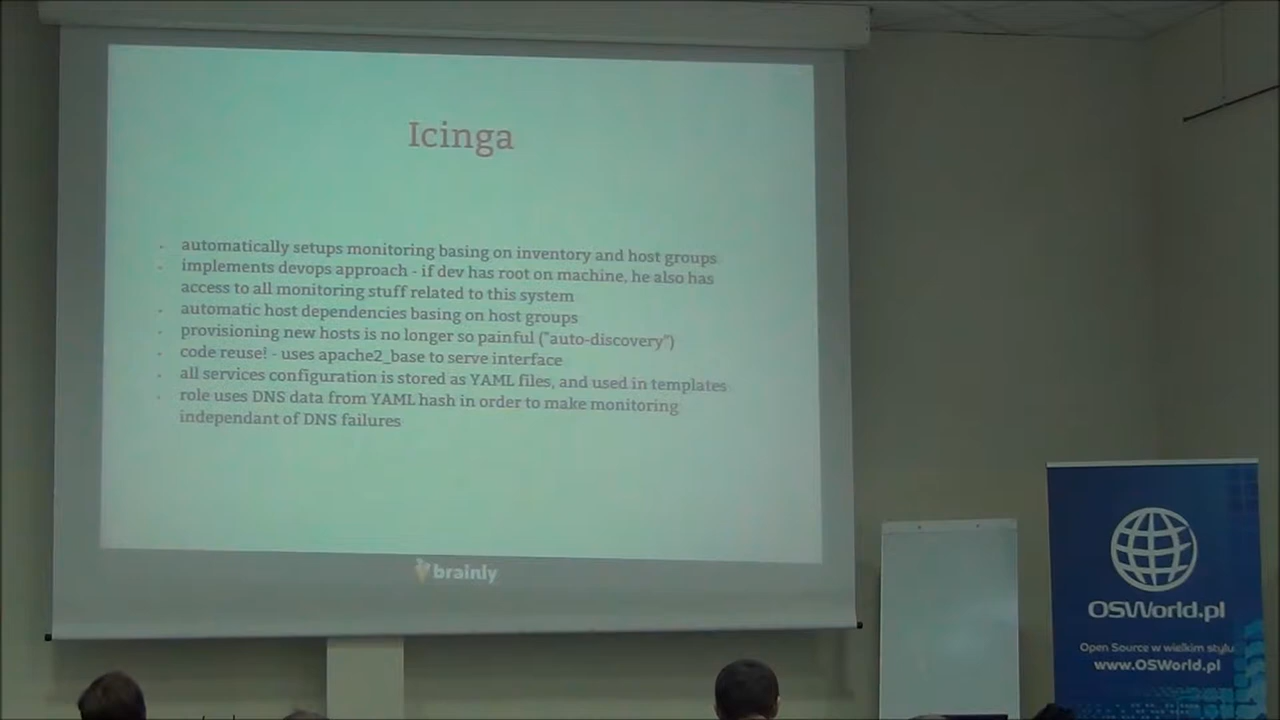 Icinga
automatically setups monitoring basing on inventory and host groups
implements devops approach - if dev has root on machine, he also has
access to all monitoring stuff related to this system
automatic host dependencies basing on host groups
provisioning new hosts is no longer so painful ("auto-discovery")
code reuse! - uses apache2_base to serve interface
all services configuration is stored as YAML files, and used in templates
role uses DNS data from YAML hash in order to make monitoring
independant of DNS failures
brainly
OSWorld.pl
Open Source w wielkim stylu
www.OSWorld.pl